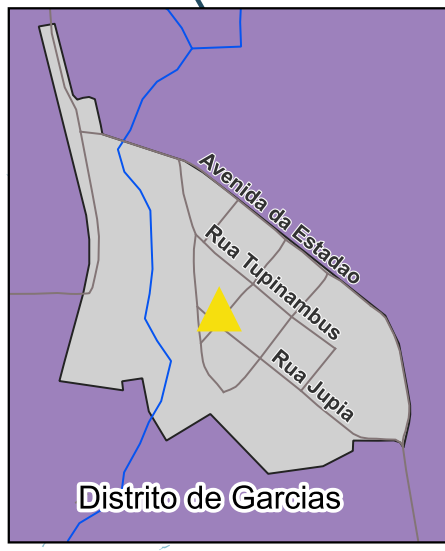 Avenida da Estadao
Rua Tupinambus
Rua Jupia
Distrito de Garcias